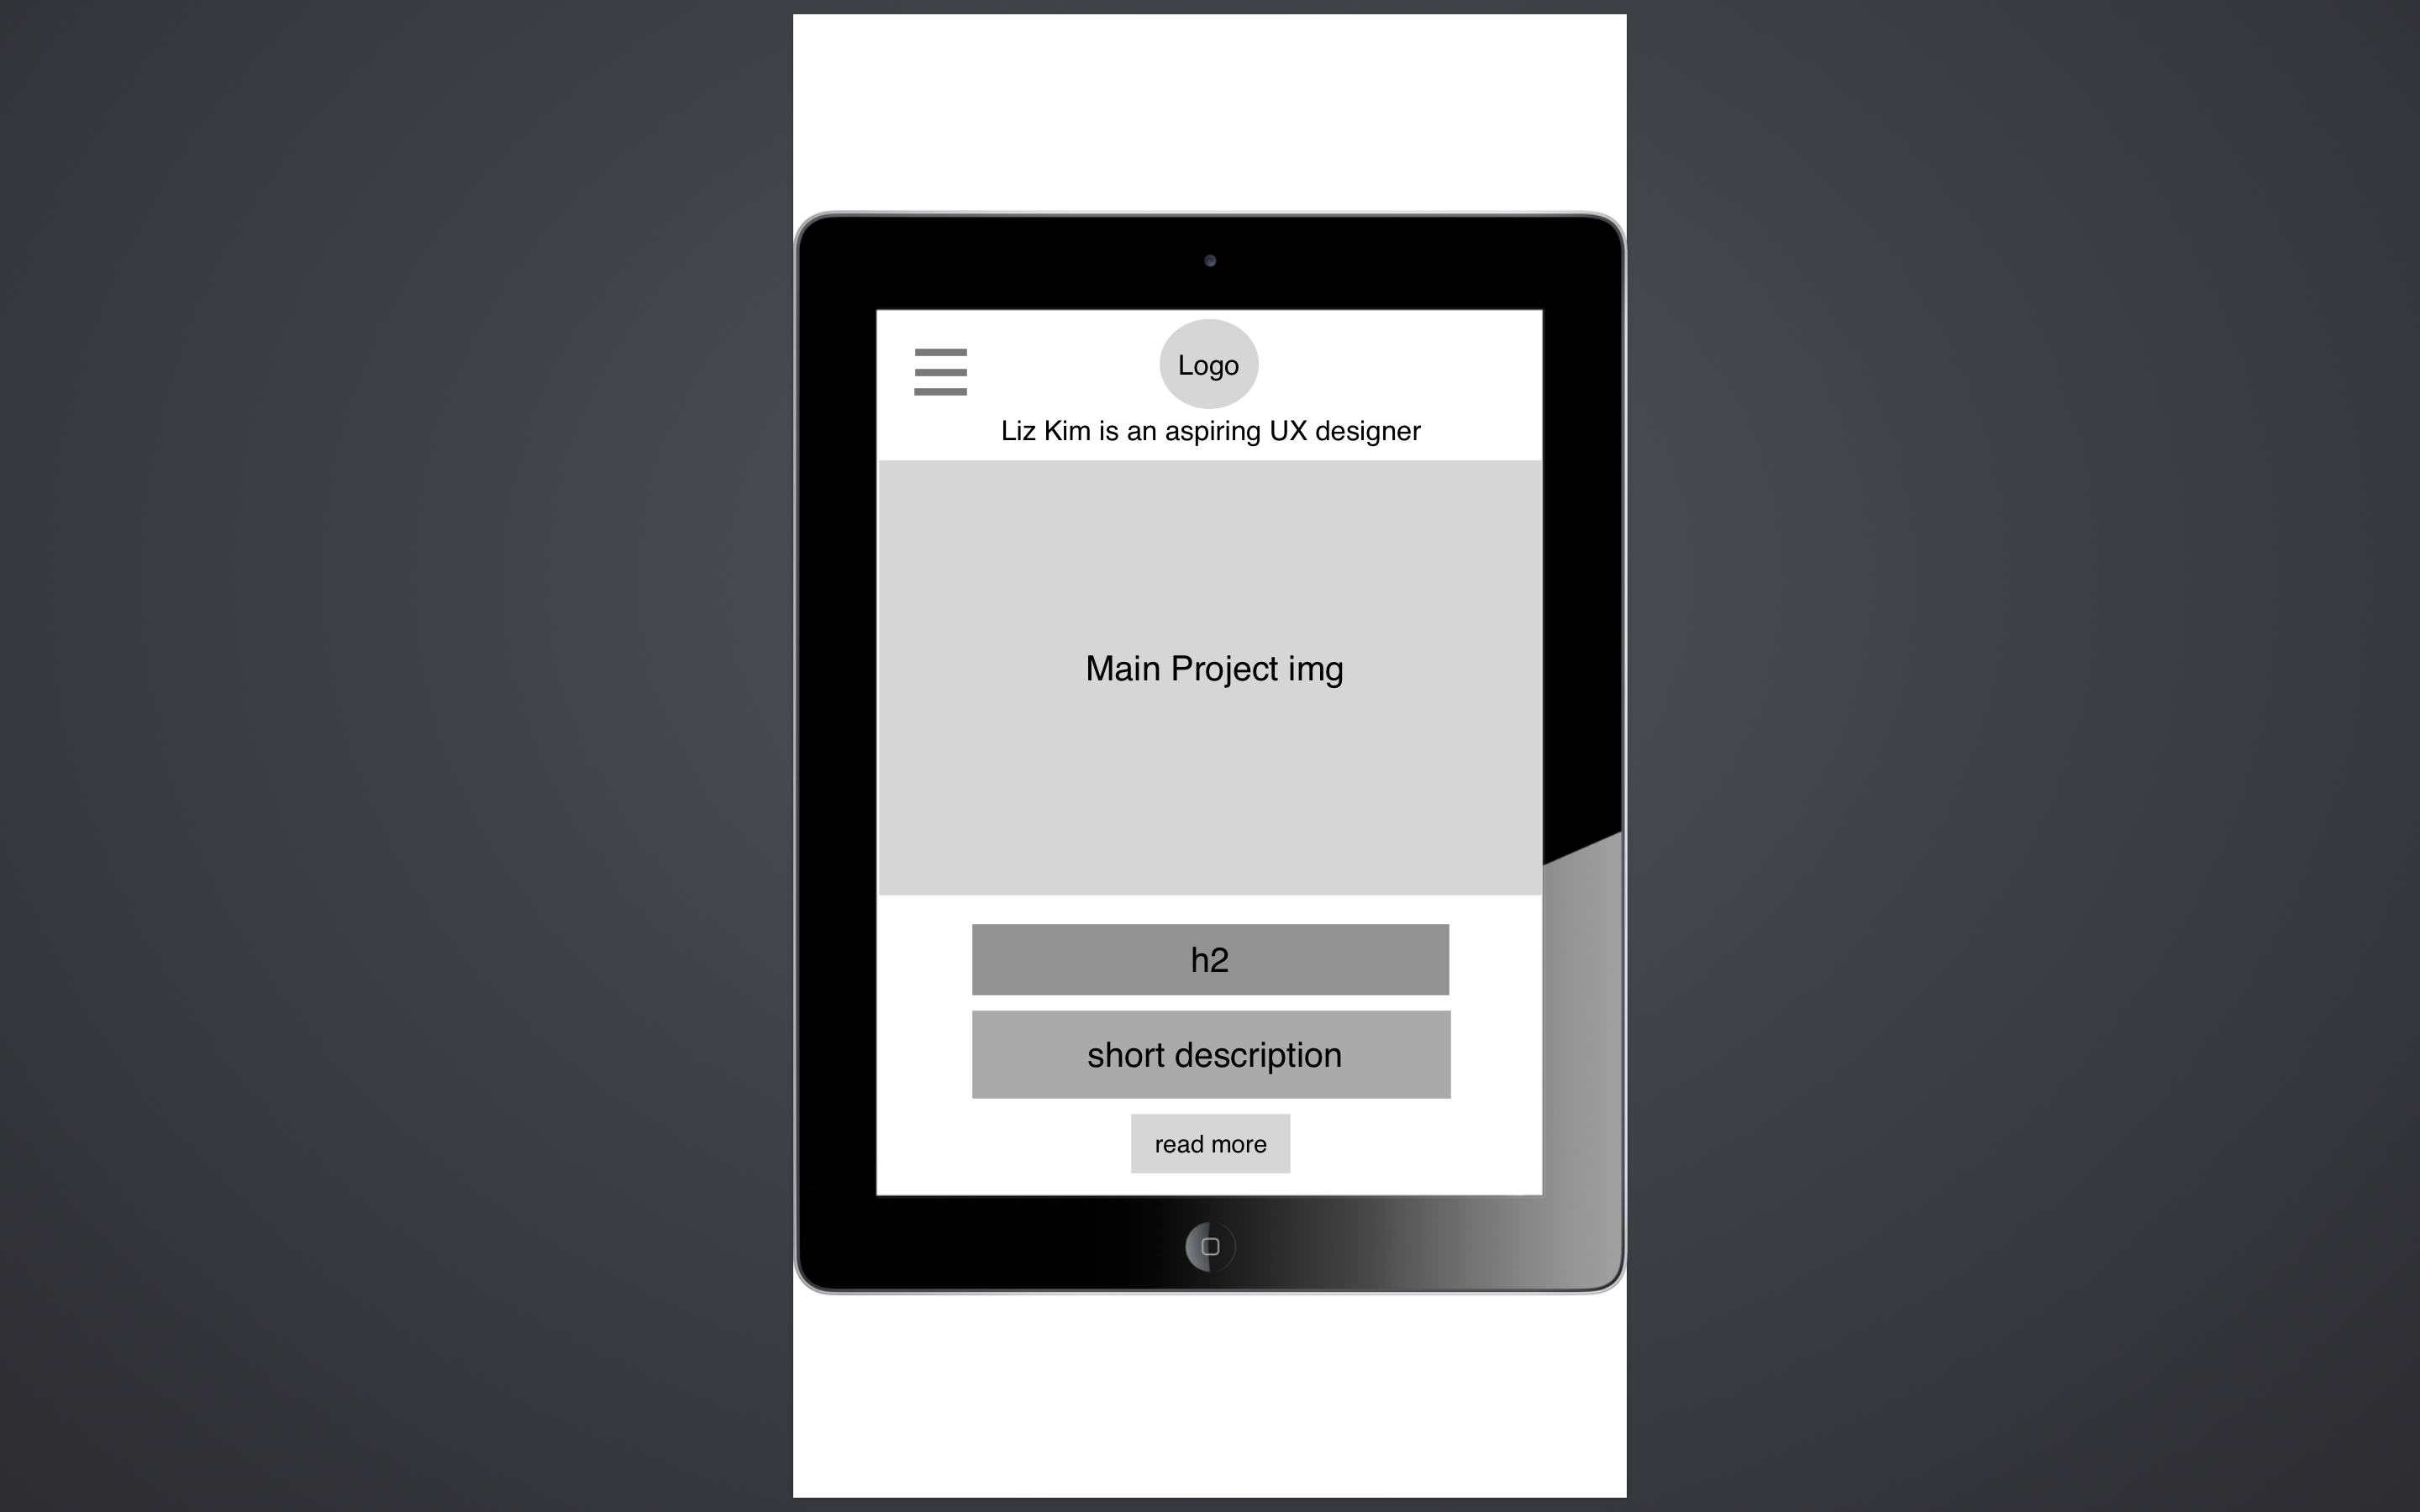 Logo
Liz Kim is an aspiring UX designer
Main Project img
h2
short description
read more